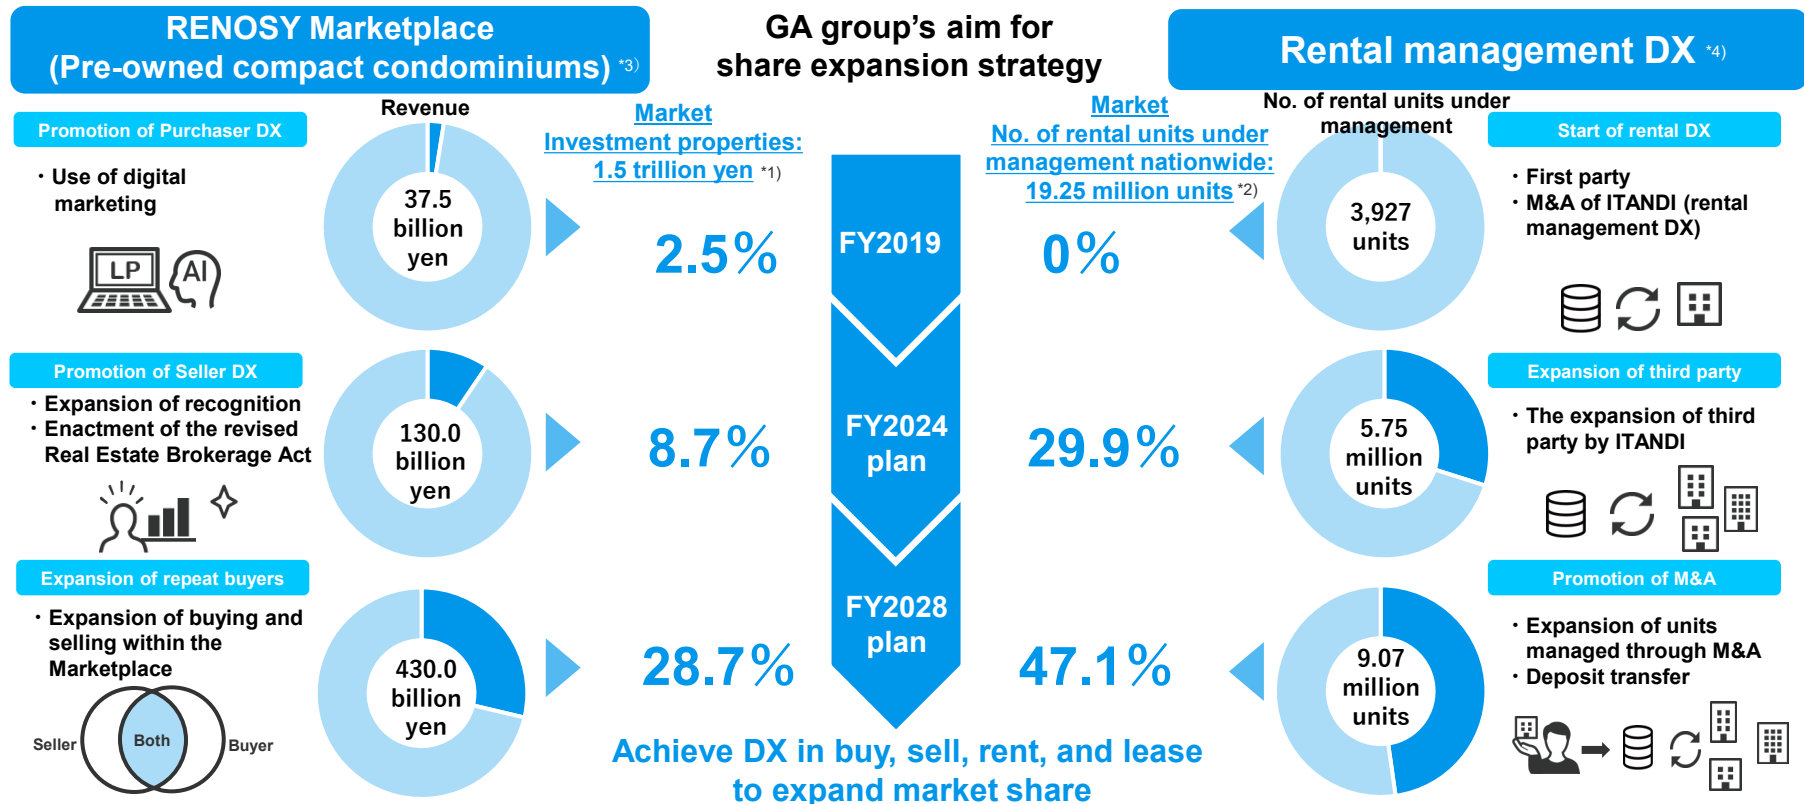 RENOSY Marketplace
(Pre-owned compact condominiums) *3)
GA group's aim for
share expansion strategy
Rental management DX *4)
Promotion of Purchaser DX
・Use of digital
marketing
LP
AI
Revenue
37.5
billion
yen
Market
Investment properties:
1.5 trillion yen *1)
2.5%
FY2019
Market
No. of rental units under
management nationwide:
19.25 million units *2)
0%
No. of rental units under
management
3,927
units
Start of rental DX
・First party
・M&A of ITANDI (rental
management DX)
Promotion of Seller DX
・Expansion of recognition
・Enactment of the revised
Real Estate Brokerage Act
130.0
billion
yen
8.7%
FY2024
plan
29.9%
5.75
million
units
Expansion of third party
・The expansion of third
party by ITANDI
Expansion of repeat buyers
・Expansion of buying and
selling within the
Marketplace
Seller
Both
Buyer
430.0
billion
yen
28.7%
FY2028
plan
47.1%
9.07
million
units
Promotion of M&A
・Expansion of units
managed through M&A
・Deposit transfer
Achieve DX in buy, sell, rent, and lease
to expand market share